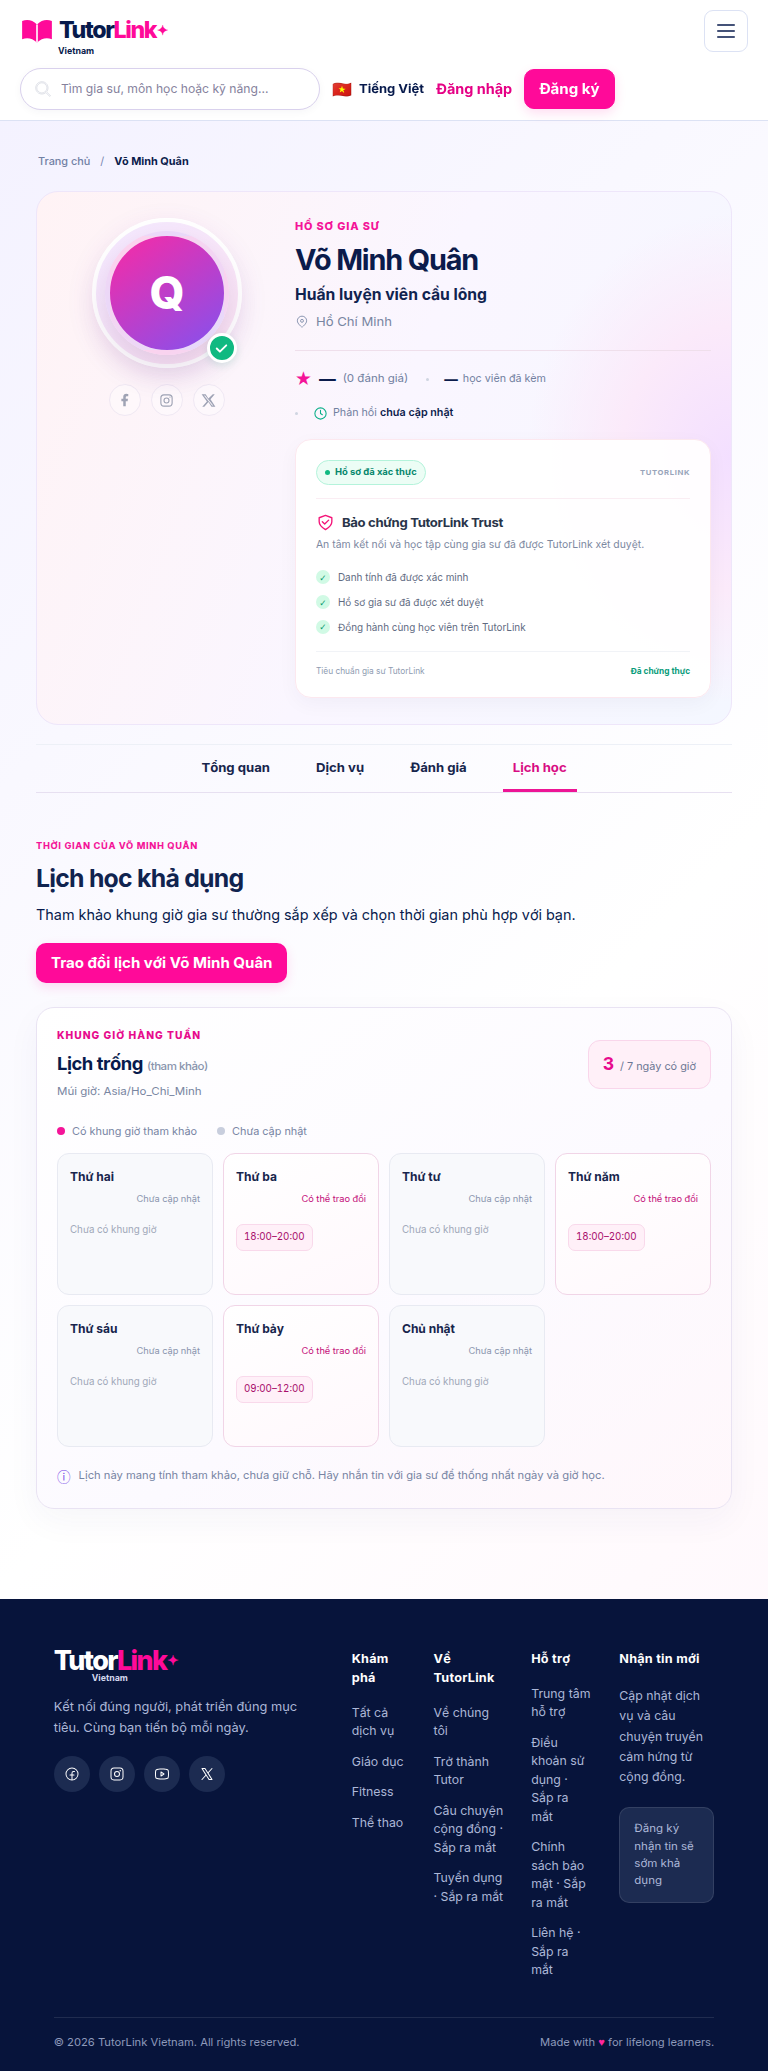 TutorLink
Vietnam
Tìm gia sư, môn học hoặc kỹ năng...
Tiếng Việt
Đăng nhập
Đăng ký
Trang chủ / Võ Minh Quân
Q
HỒ SƠ GIA SƯ
Võ Minh Quân
Huấn luyện viên cầu lông
Hồ Chí Minh
★ — (0 đánh giá) • — học viên đã kèm
• Phản hồi chưa cập nhật
Hồ sơ đã xác thực
TUTORLINK
Bảo chứng TutorLink Trust
An tâm kết nối và học tập cùng gia sư đã được TutorLink xét duyệt.
✓ Danh tính đã được xác minh
✓ Hồ sơ gia sư đã được xét duyệt
✓ Đồng hành cùng học viên trên TutorLink
Tiêu chuẩn gia sư TutorLink
Đã chứng thực
Tổng quan
Dịch vụ
Đánh giá
Lịch học
THỜI GIAN CỦA VÕ MINH QUÂN
Lịch học khả dụng
Tham khảo khung giờ gia sư thường sắp xếp và chọn thời gian phù hợp với bạn.
Trao đổi lịch với Võ Minh Quân
KHUNG GIỜ HÀNG TUẦN
Lịch trống (tham khảo)
Múi giờ: Asia/Ho_Chi_Minh
3 / 7 ngày có giờ
Có khung giờ tham khảo
Chưa cập nhật
Thứ hai
Chưa cập nhật
Chưa có khung giờ
Thứ ba
Có thể trao đổi
18:00–20:00
Thứ tư
Chưa cập nhật
Chưa có khung giờ
Thứ năm
Có thể trao đổi
18:00–20:00
Thứ sáu
Chưa cập nhật
Chưa có khung giờ
Thứ bảy
Có thể trao đổi
09:00–12:00
Chủ nhật
Chưa cập nhật
Chưa có khung giờ
Lịch này mang tính tham khảo, chưa giữ chỗ. Hãy nhắn tin với gia sư để thống nhất ngày và giờ học.
TutorLink
Vietnam
Kết nối đúng người, phát triển đúng mục
tiêu. Cùng bạn tiến bộ mỗi ngày.
Khám
phá
Tất cả
dịch vụ
Giáo dục
Fitness
Thể thao
Về
TutorLink
Về chúng
tôi
Trở thành
Tutor
Câu chuyện
cộng đồng ·
Sắp ra mắt
Tuyển dụng
· Sắp ra mắt
Hỗ trợ
Trung tâm
hỗ trợ
Điều
khoản sử
dụng ·
Sắp ra
mắt
Chính
sách bảo
mật · Sắp
ra mắt
Liên hệ ·
Sắp ra
mắt
Nhận tin mới
Cập nhật dịch
vụ và câu
chuyện truyền
cảm hứng từ
cộng đồng.
Đăng ký
nhận tin sẽ
sớm khả
dụng
© 2026 TutorLink Vietnam. All rights reserved.
Made with ♥ for lifelong learners.